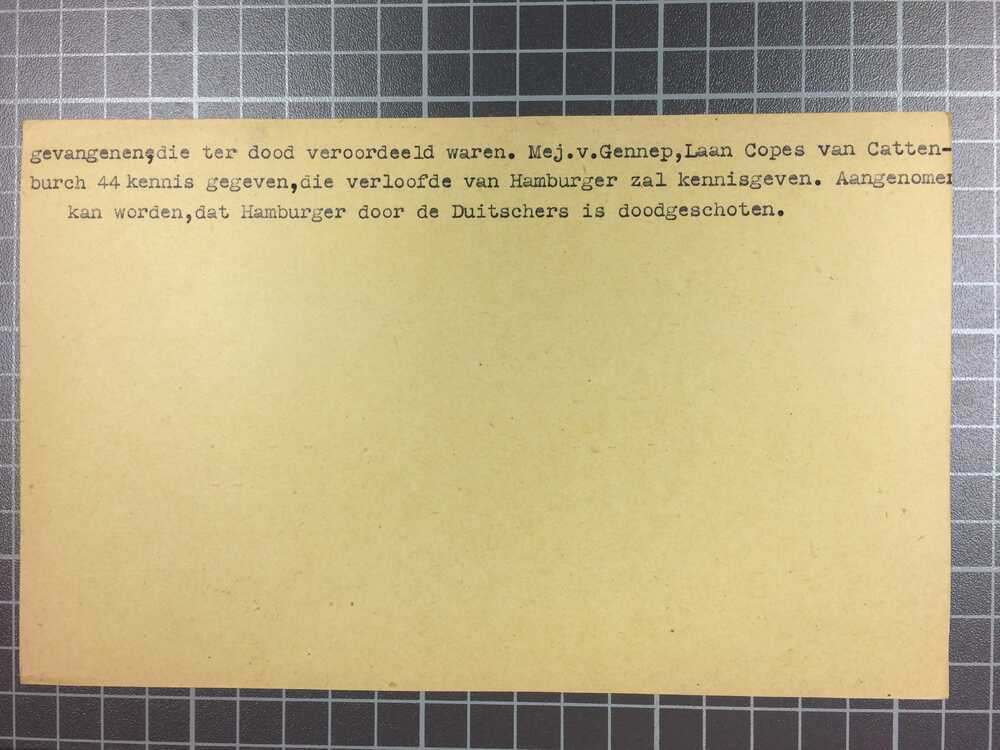 gevangenen,die ter dood veroordeeld waren. Mej.v.Gennep,Laan Copes van Catten-
burch 44 kennis gegeven,die verloofde van Hamburger zal kennisgeven. Aangenomen
kan worden,dat Hamburger door de Duitschers is doodgeschoten.